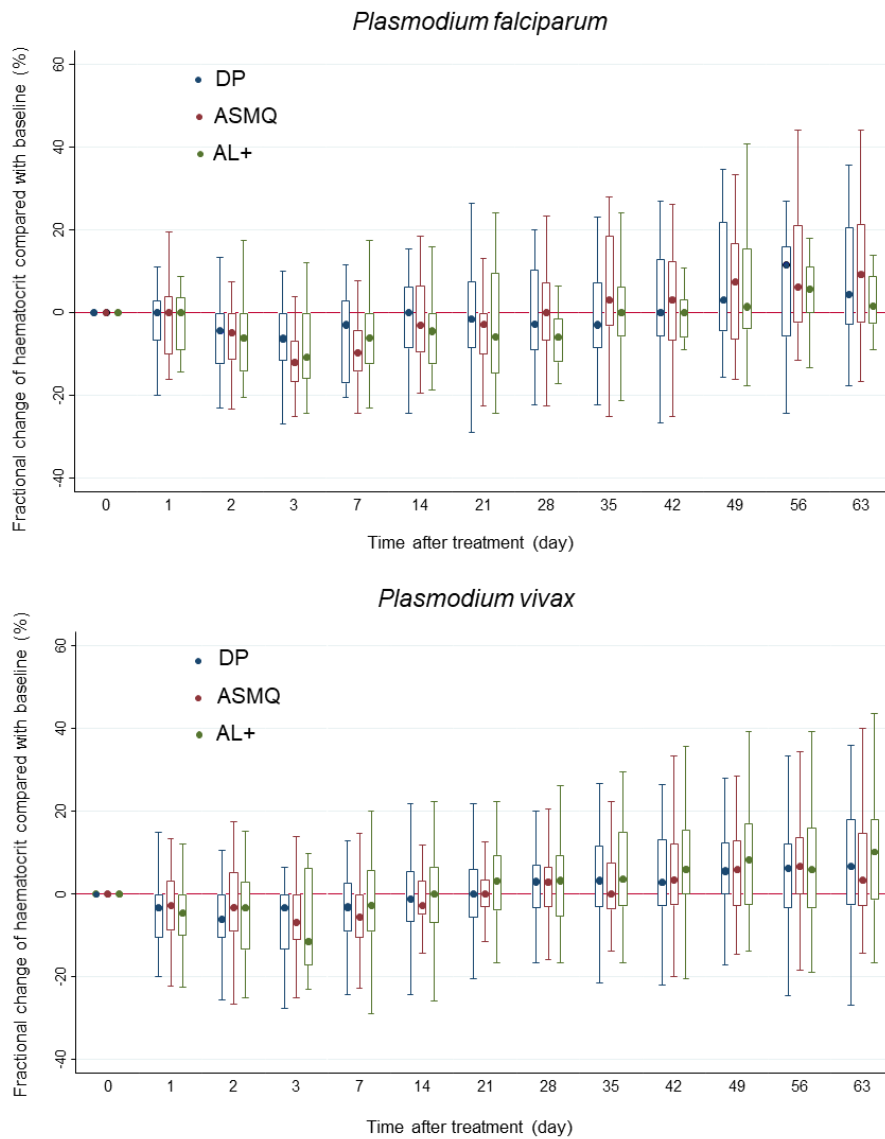 Plasmodium falciparum
Fractional change of haematocrit compared with baseline (%)
60
40
20
0
-20
-40
DP
ASMQ
AL+
0 1 2 3 7 14 21 28 35 42 49 56 63
Time after treatment (day)
Plasmodium vivax
Fractional change of haematocrit compared with baseline (%)
60
40
20
0
-20
-40
DP
ASMQ
AL+
0 1 2 3 7 14 21 28 35 42 49 56 63
Time after treatment (day)